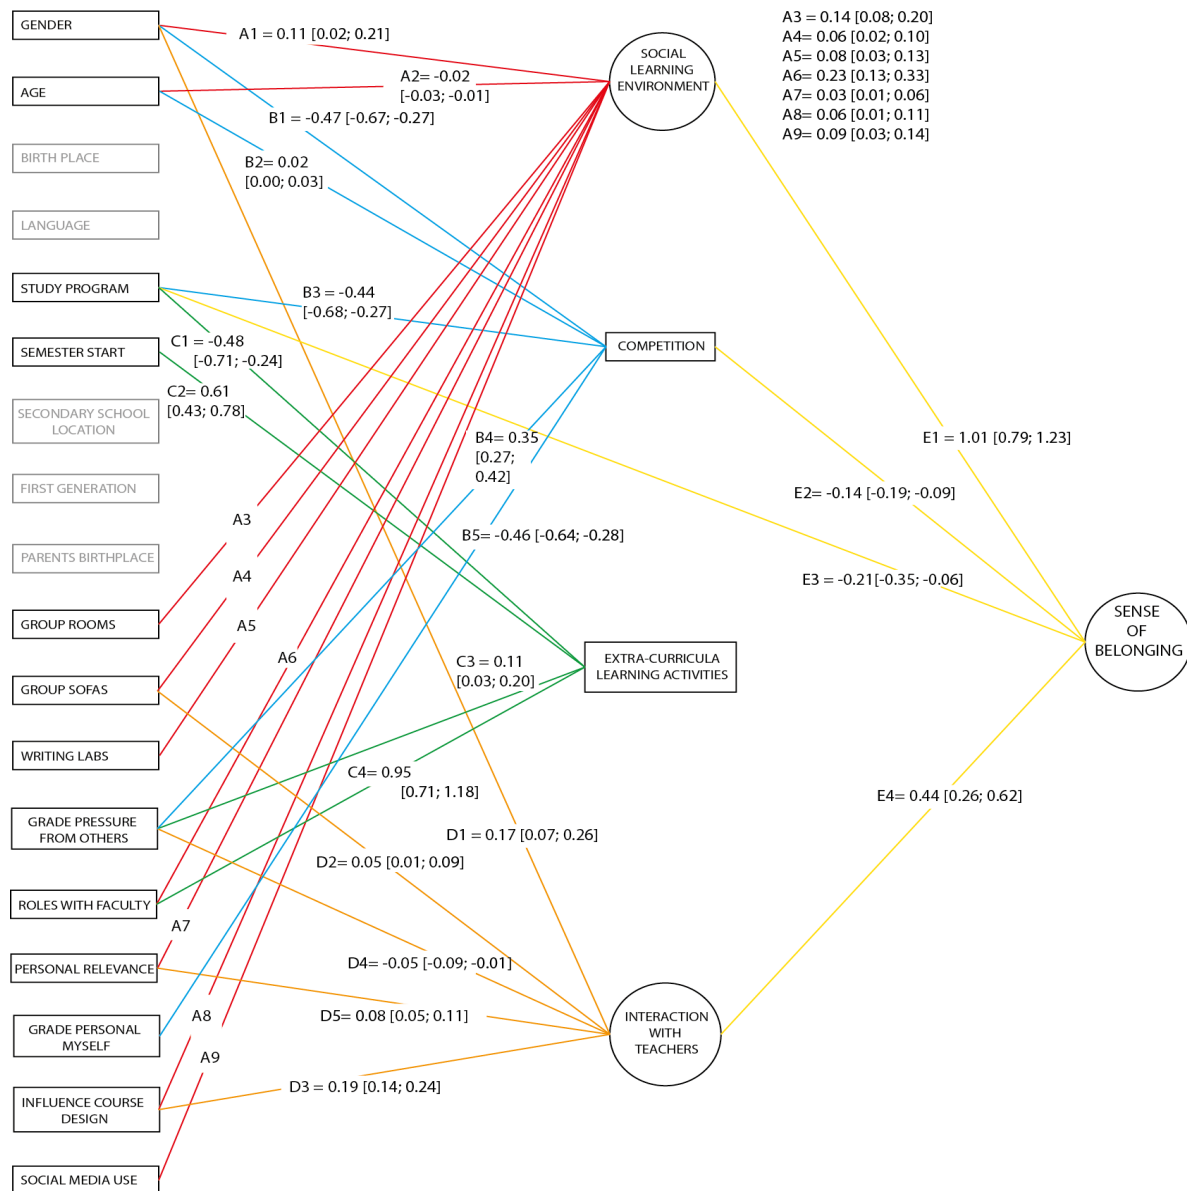 GENDER
AGE
BIRTH PLACE
LANGUAGE
STUDY PROGRAM
SEMESTER START
SECONDARY SCHOOL
LOCATION
FIRST GENERATION
PARENTS BIRTHPLACE
GROUP ROOMS
GROUP SOFAS
WRITING LABS
GRADE PRESSURE
FROM OTHERS
ROLES WITH FACULTY
PERSONAL RELEVANCE
GRADE PERSONAL
MYSELF
INFLUENCE COURSE
DESIGN
SOCIAL MEDIA USE
A1 = 0.11 [0.02; 0.21]
A2= -0.02
[-0.03; -0.01]
B1= -0.47 [-0.67; -0.27]
B2= 0.02
[0.00; 0.03]
B3 = -0.44
[-0.68; -0.27]
C1 = -0.48
[-0.71; -0.24]
C2= 0.61
[0.43; 0.78]
B4= 0.35
[0.27;
0.42]
B5= -0.46 [-0.64; -0.28]
A3
A4
A5
A6
C3 = 0.11
[0.03; 0.20]
C4= 0.95
[0.71; 1.18]
D1= 0.17 [0.07; 0.26]
D2= 0.05 [0.01; 0.09]
A7
D4= -0.05 [-0.09; -0.01]
D5= 0.08 [0.05; 0.11]
A8
A9
D3 = 0.19 [0.14; 0.24]
SOCIAL
LEARNING
ENVIRONMENT
COMPETITION
EXTRA-CURRICULA
LEARNING ACTIVITIES
INTERACTION
WITH
TEACHERS
A3 = 0.14 [0.08; 0.20]
A4= 0.06 [0.02; 0.10]
A5= 0.08 [0.03; 0.13]
A6= 0.23 [0.13; 0.33]
A7= 0.03 [0.01; 0.06]
A8= 0.06 [0.01; 0.11]
A9= 0.09 [0.03; 0.14]
E1 = 1.01 [0.79; 1.23]
E2= -0.14 [-0.19; -0.09]
E3 = -0.21[-0.35; -0.06]
E4= 0.44 [0.26; 0.62]
SENSE
OF
BELONGING